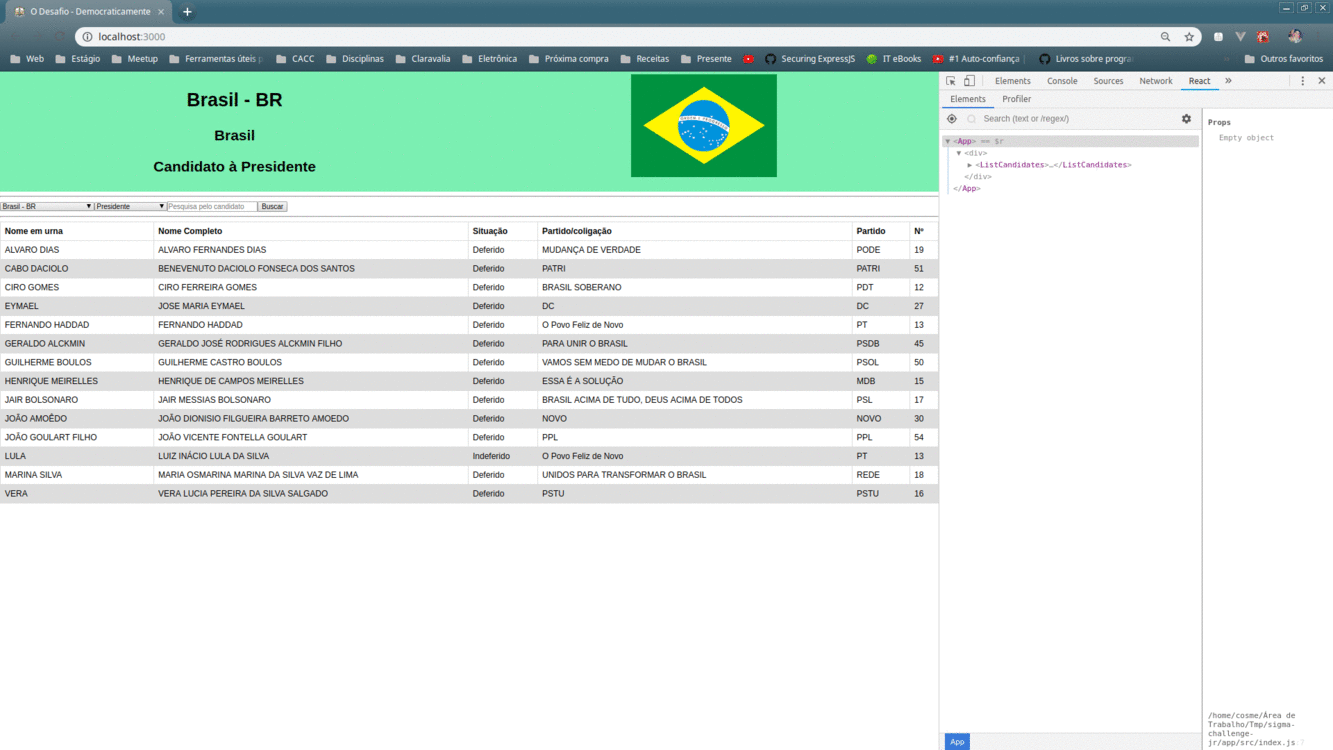 O Desafio - Democraticamente
localhost:3000
Web Estágio Meetup Ferramentas úteis CACC Disciplinas Claravalia Eletrônica Próxima compra Receitas Presente Securing ExpressJS IT eBooks #1 Auto-confiança Livros sobre progra Outros favoritos
Brasil - BR
Brasil
Candidato à Presidente
ORDEM E PROGRESSO
Brasil - BR Presidente Pesquisa pelo candidato Buscar
Nome em urna Nome Completo Situação Partido/coligação Partido Nº
ALVARO DIAS ALVARO FERNANDES DIAS Deferido MUDANÇA DE VERDADE PODE 19
CABO DACIOLO BENEVENUTO DACIOLO FONSECA DOS SANTOS Deferido PATRI PATRI 51
CIRO GOMES CIRO FERREIRA GOMES Deferido BRASIL SOBERANO PDT 12
EYMAEL JOSE MARIA EYMAEL Deferido DC DC 27
FERNANDO HADDAD FERNANDO HADDAD Deferido O Povo Feliz de Novo PT 13
GERALDO ALCKMIN GERALDO JOSÉ RODRIGUES ALCKMIN FILHO Deferido PARA UNIR O BRASIL PSDB 45
GUILHERME BOULOS GUILHERME CASTRO BOULOS Deferido VAMOS SEM MEDO DE MUDAR O BRASIL PSOL 50
HENRIQUE MEIRELLES HENRIQUE DE CAMPOS MEIRELLES Deferido ESSA É A SOLUÇÃO MDB 15
JAIR BOLSONARO JAIR MESSIAS BOLSONARO Deferido BRASIL ACIMA DE TUDO, DEUS ACIMA DE TODOS PSL 17
JOÃO AMOÊDO JOÃO DIONISIO FILGUEIRA BARRETO AMOEDO Deferido NOVO NOVO 30
JOÃO GOULART FILHO JOÃO VICENTE FONTELLA GOULART Deferido PPL PPL 54
LULA LUIZ INÁCIO LULA DA SILVA Indeferido O Povo Feliz de Novo PT 13
MARINA SILVA MARIA OSMARINA MARINA DA SILVA VAZ DE LIMA Deferido UNIDOS PARA TRANSFORMAR O BRASIL REDE 18
VERA VERA LUCIA PEREIRA DA SILVA SALGADO Deferido PSTU PSTU 16
Elements Console Sources Network React
Elements Profiler
Search (text or /regex/)
<App> == $r
<div>
<ListCandidates>…</ListCandidates>
</div>
</App>
App
Props
Empty object
/home/cosme/Área de
Trabalho/Tmp/sigma-
challenge-
jr/app/src/index.js:7